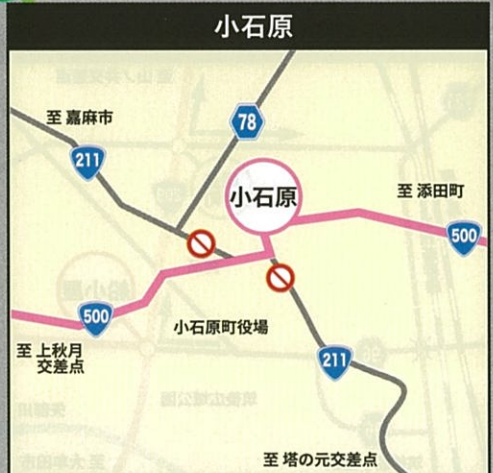 小石原
至 嘉麻市
78
211
小石原
至 添田町
500
500
小石原町役場
至 上秋月
交差点
211
至 塔の元交差点